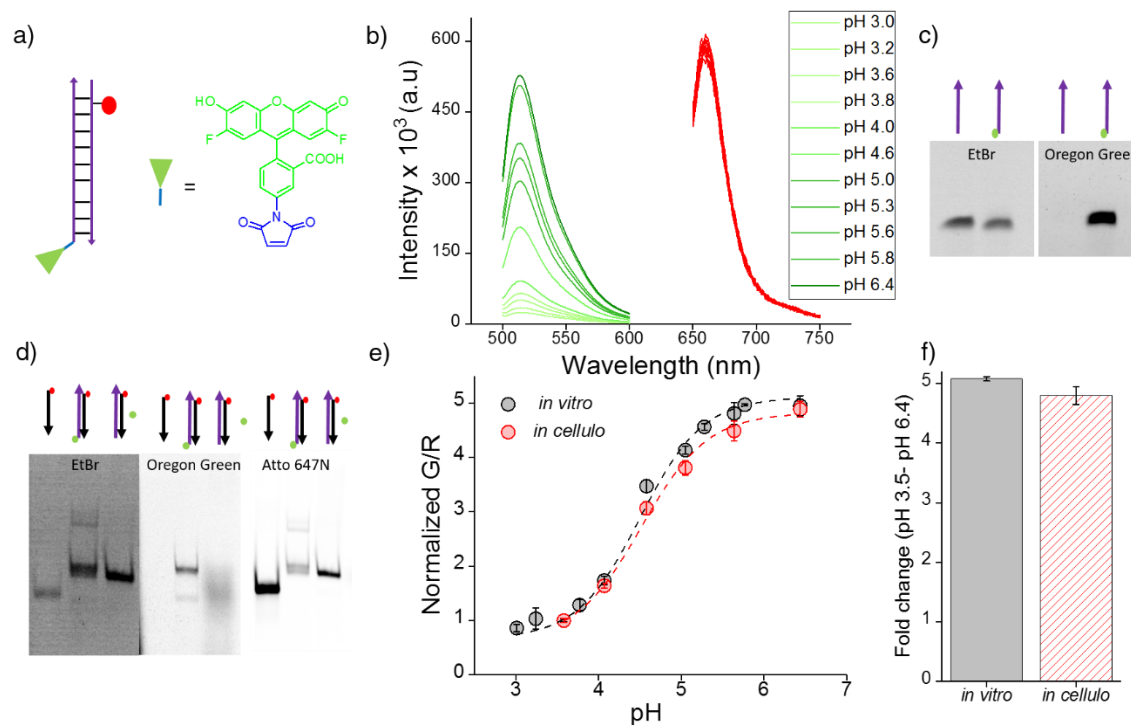 a)
HO
O
O
F
F
COOH
=
N
O
O
b)
Intensity x 10³ (a.u)
600
450
300
150
0
500
550
600
650
700
750
Wavelength (nm)
pH 3.0
pH 3.2
pH 3.6
pH 3.8
pH 4.0
pH 4.6
pH 5.0
pH 5.3
pH 5.6
pH 5.8
pH 6.4
c)
EtBr
Oregon Gree
d)
EtBr
Oregon Green
Atto 647N
e)
Normalized G/R
5
4
3
2
1
0
in vitro
in cellulo
3
4
5
6
7
pH
f)
Fold change (pH 3.5- pH 6.4)
5
4
3
2
1
0
in vitro
in cellulo